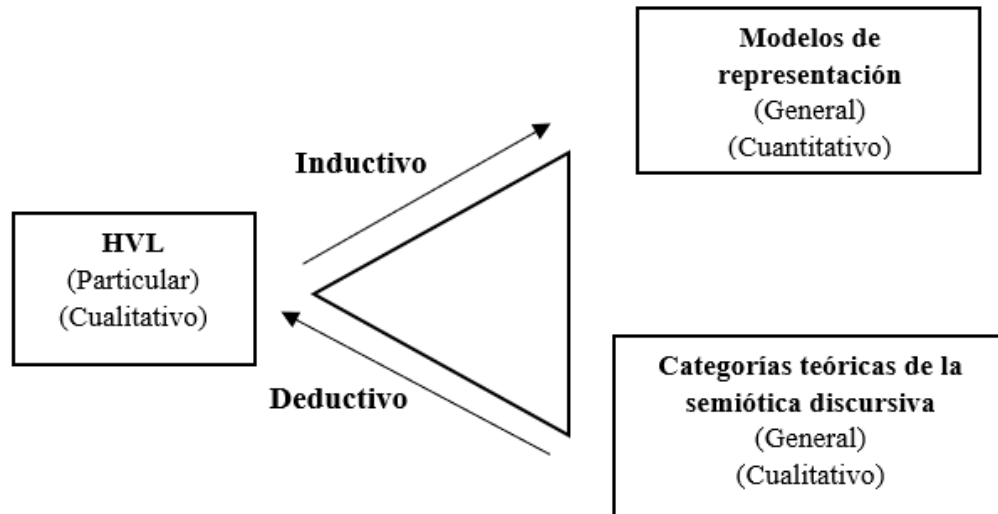 Modelos de
representación
(General)
(Cuantitativo)
Inductivo
HVL
(Particular)
(Cualitativo)
Deductivo
Categorías teóricas de la
semiótica discursiva
(General)
(Cualitativo)